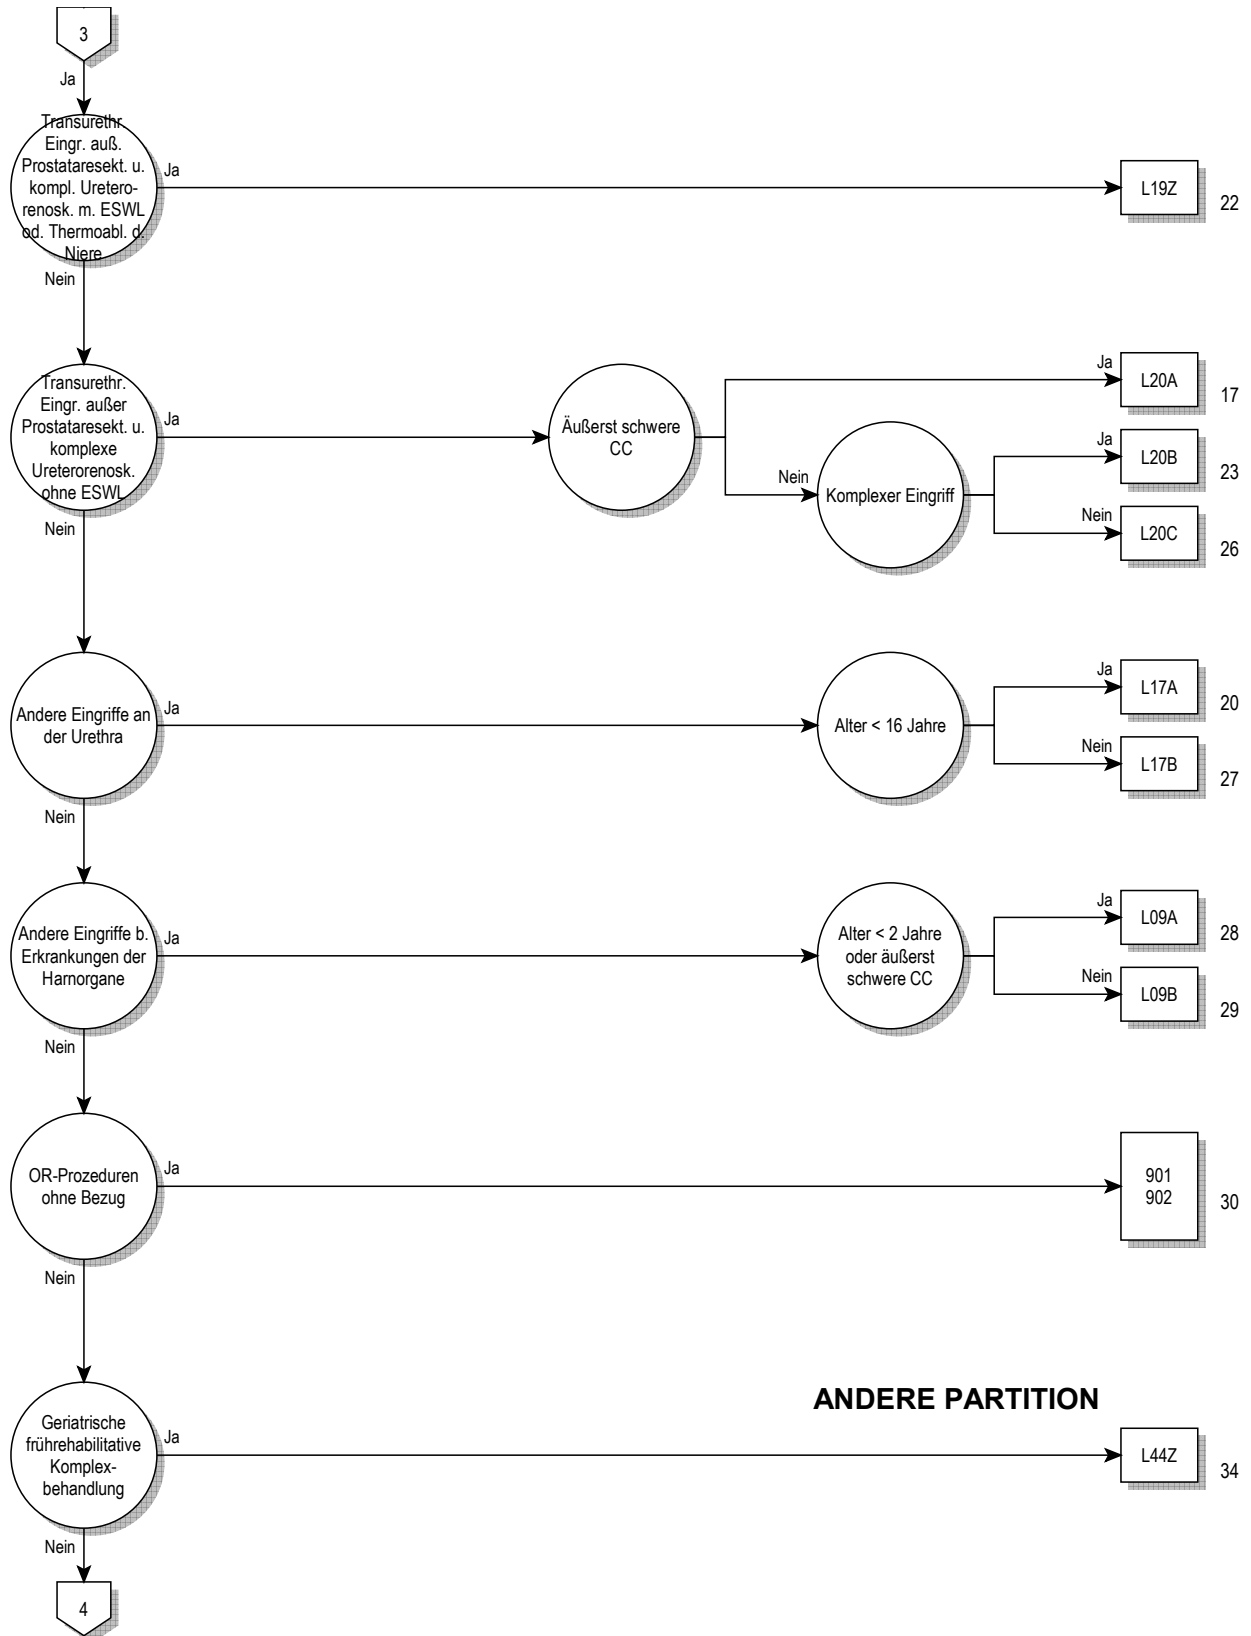 3
Ja
Transurethr.
Eingr. auß.
Prostataresekt. u.
kompl. Uretero-
renosk. m. ESWL
od. Thermoabl. d.
Niere
Ja
L19Z
22
Nein
Transurethr.
Eingr. außer
Prostataresekt. u.
komplexe
Ureterorenosk.
ohne ESWL
Ja
Äußerst schwere
CC
Ja
L20A
17
Nein
Komplexer Eingriff
Ja
L20B
23
Nein
L20C
26
Nein
Andere Eingriffe an
der Urethra
Ja
Alter < 16 Jahre
Ja
L17A
20
Nein
L17B
27
Nein
Andere Eingriffe b.
Erkrankungen der
Harnorgane
Ja
Alter < 2 Jahre
oder äußerst
schwere CC
Ja
L09A
28
Nein
L09B
29
Nein
OR-Prozeduren
ohne Bezug
Ja
901
902
30
Nein
ANDERE PARTITION
Geriatrische
frührehabilitative
Komplex-
behandlung
Ja
L44Z
34
Nein
4